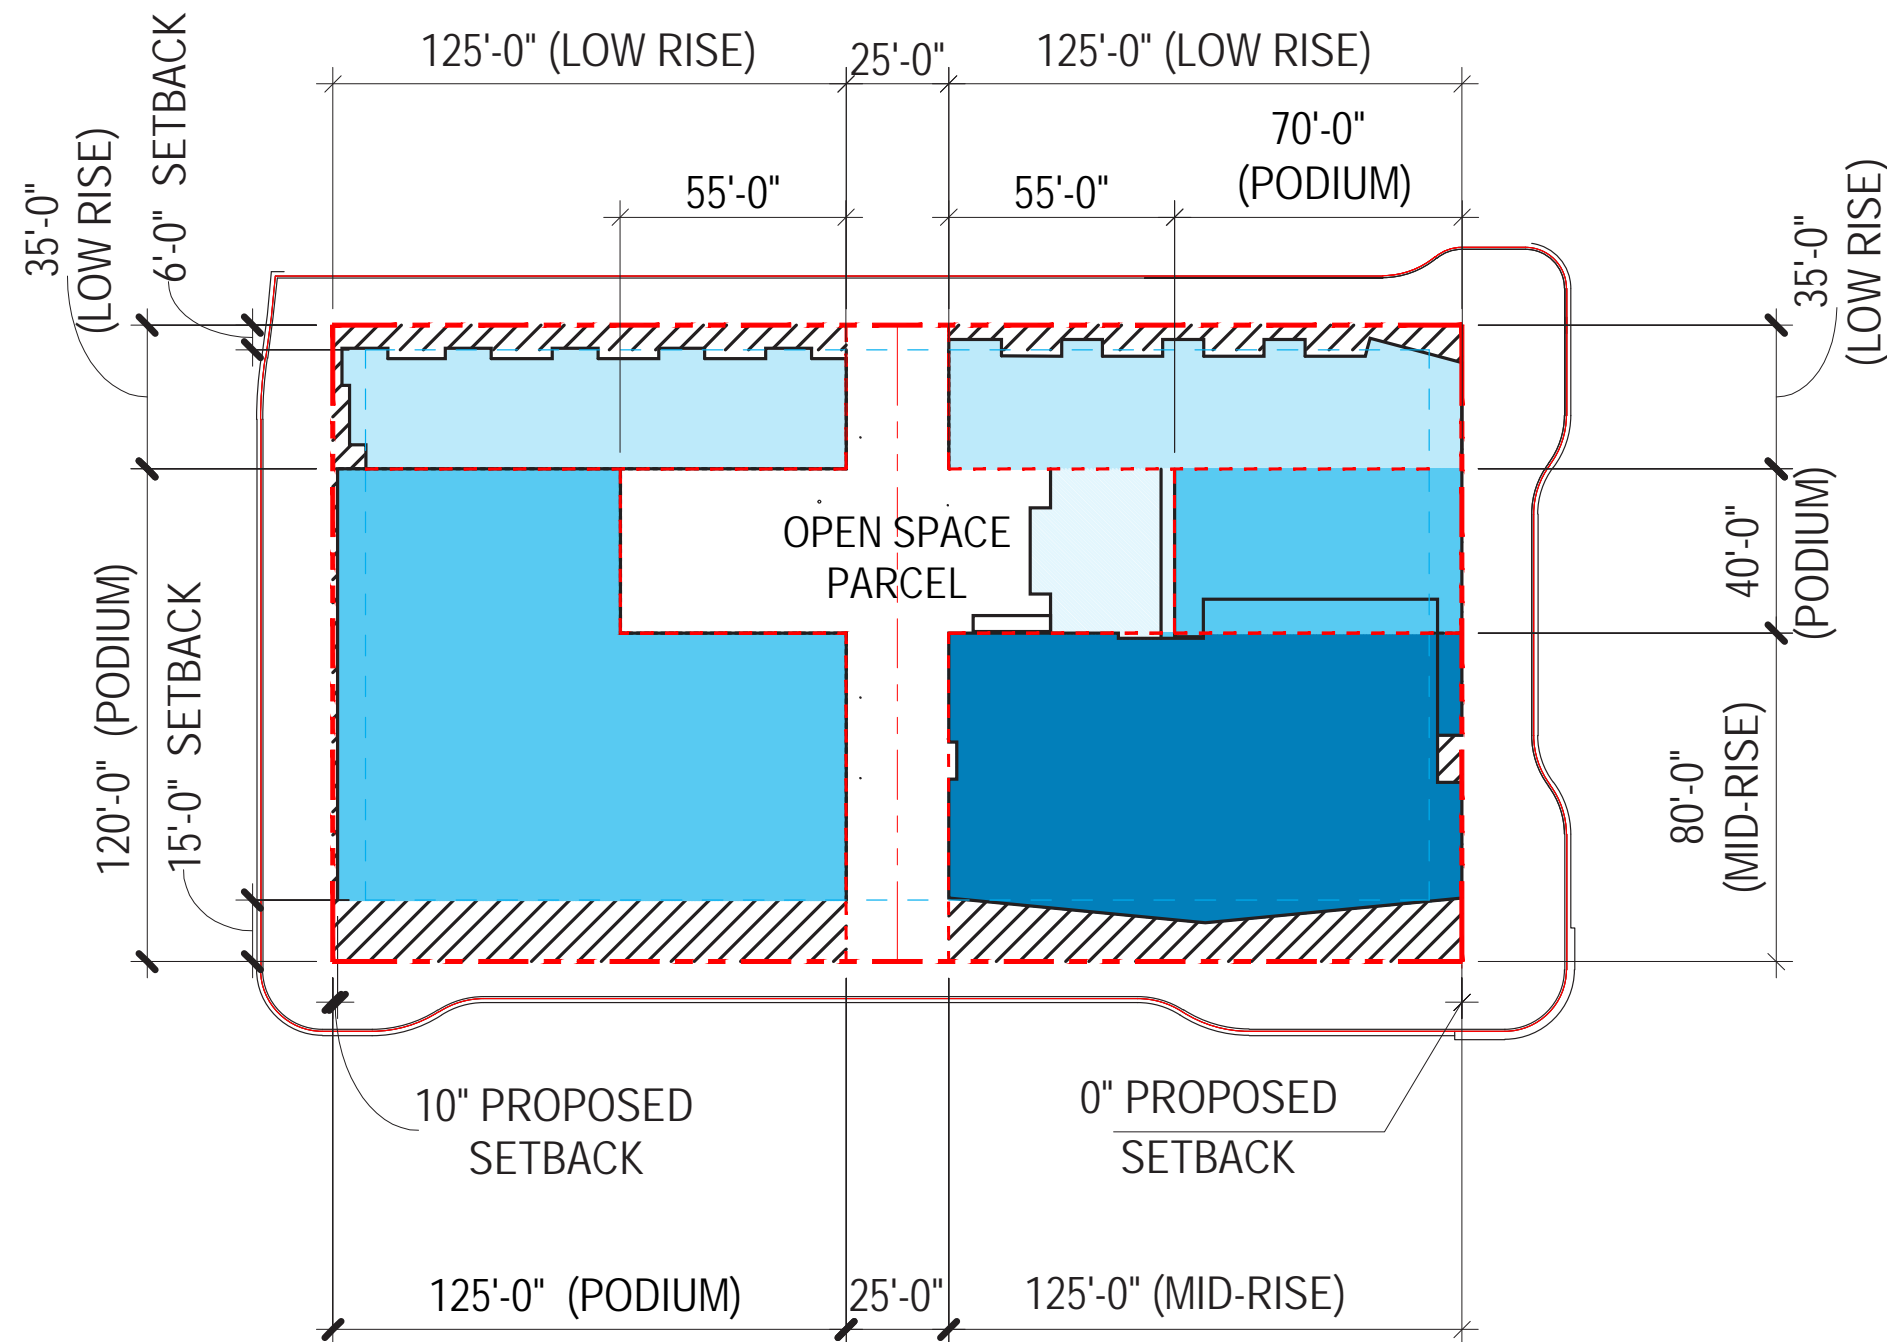 125'-0" (LOW RISE)
25'-0"
125'-0" (LOW RISE)
70'-0"
(PODIUM)
55'-0"
55'-0"
35'-0"
(LOW RISE)
6'-0" SETBACK
35'-0"
(LOW RISE)
OPEN SPACE
PARCEL
120'-0" (PODIUM)
15'-0" SETBACK
40'-0"
(PODIUM)
80'-0"
(MID-RISE)
10" PROPOSED
SETBACK
0" PROPOSED
SETBACK
125'-0" (PODIUM)
25'-0"
125'-0" (MID-RISE)